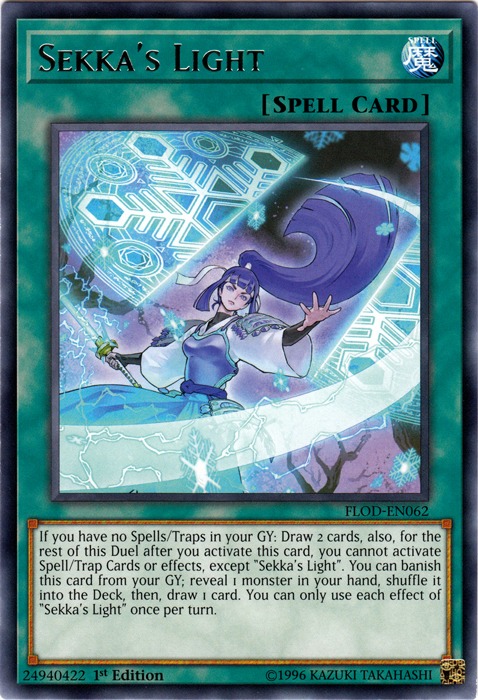 SEKKA'S LIGHT
SPELL
魔
[SPELL CARD]
FLOD-EN062
If you have no Spells/Traps in your GY: Draw 2 cards, also, for the
rest of this Duel after you activate this card, you cannot activate
Spell/Trap Cards or effects, except "Sekka's Light". You can banish
this card from your GY; reveal 1 monster in your hand, shuffle it
into the Deck, then, draw 1 card. You can only use each effect of
"Sekka's Light" once per turn.
24940422 1st Edition ©1996 KAZUKI TAKAHASHI